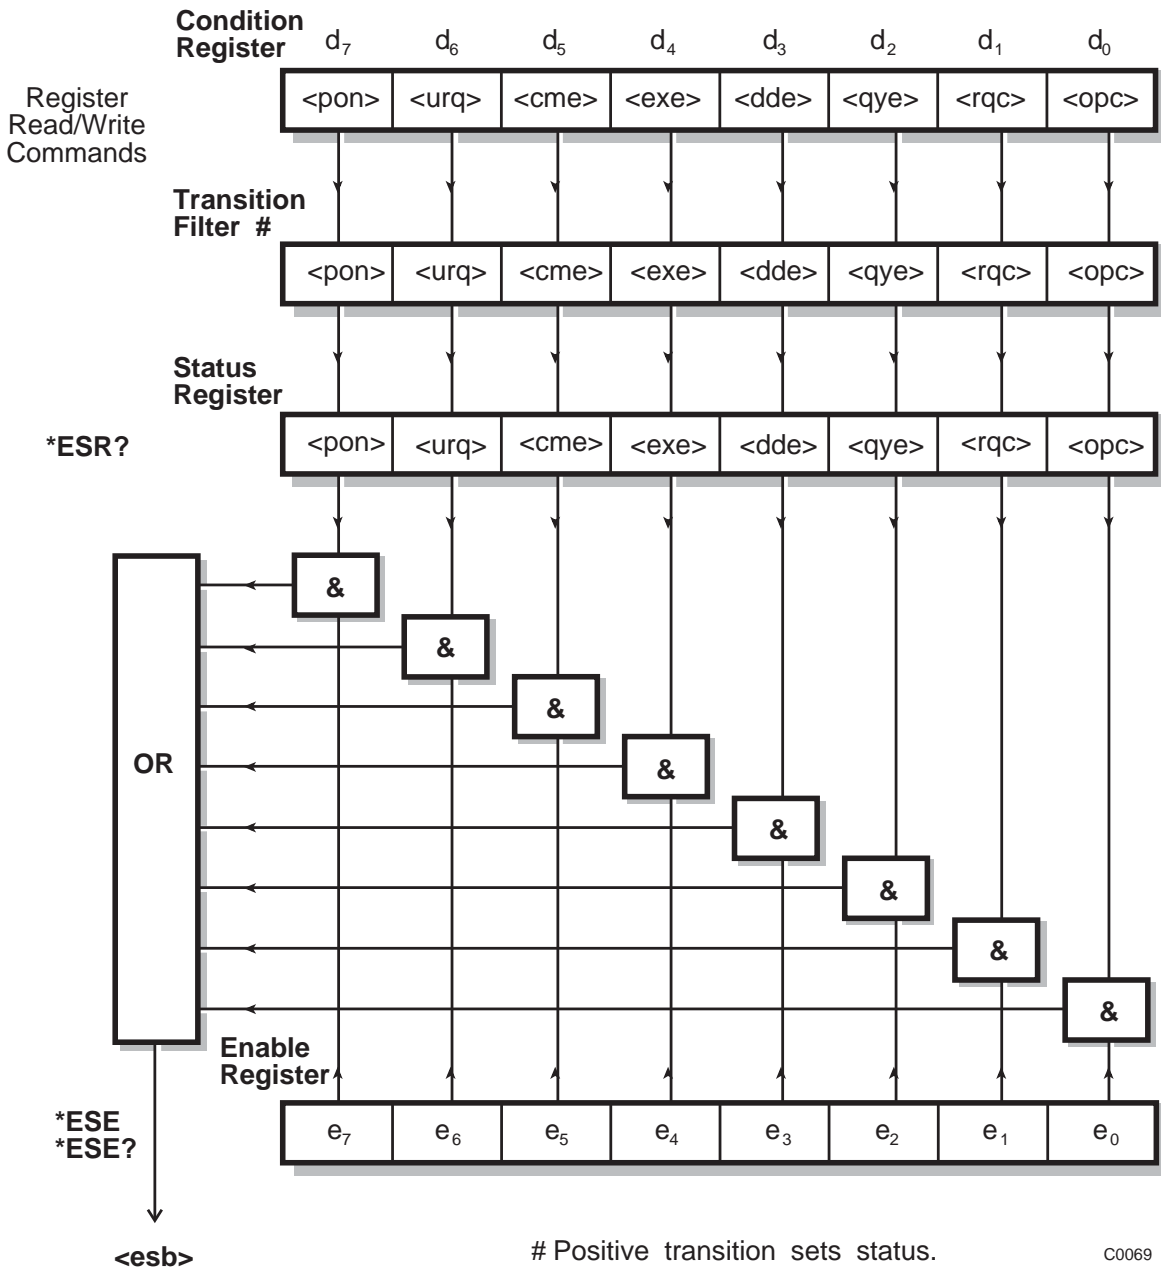 Condition
Register
d7 d6 d5 d4 d3 d2 d1 d0
Register
Read/Write
Commands
<pon> <urq> <cme> <exe> <dde> <qye> <rqc> <opc>
Transition
Filter #
<pon> <urq> <cme> <exe> <dde> <qye> <rqc> <opc>
Status
Register
*ESR?
<pon> <urq> <cme> <exe> <dde> <qye> <rqc> <opc>
&
&
&
OR
&
&
&
&
&
Enable
Register
*ESE
*ESE?
e7 e6 e5 e4 e3 e2 e1 e0
<esb>
# Positive transition sets status.
C0069